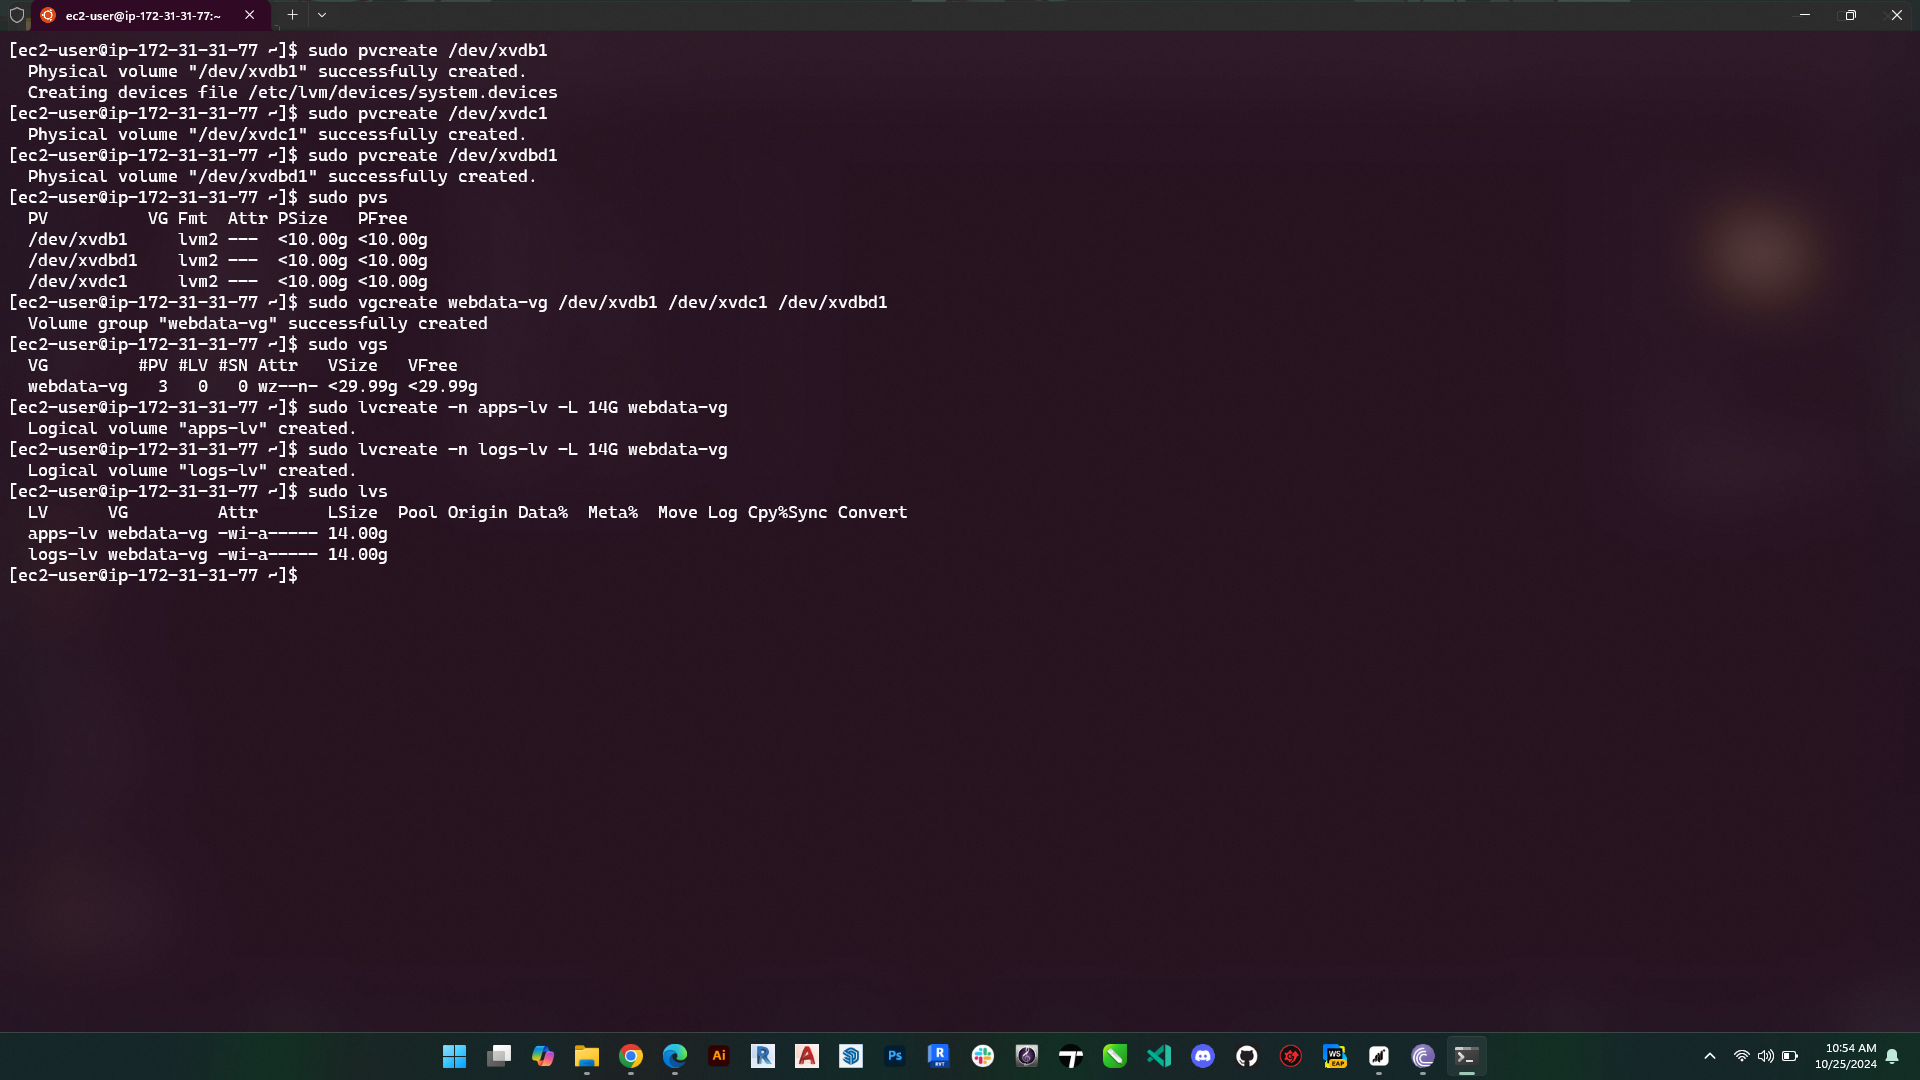 ec2-user@ip-172-31-31-77:~
[ec2-user@ip-172-31-31-77 ~]$ sudo pvcreate /dev/xvdb1
  Physical volume "/dev/xvdb1" successfully created.
  Creating devices file /etc/lvm/devices/system.devices
[ec2-user@ip-172-31-31-77 ~]$ sudo pvcreate /dev/xvdc1
  Physical volume "/dev/xvdc1" successfully created.
[ec2-user@ip-172-31-31-77 ~]$ sudo pvcreate /dev/xvdbd1
  Physical volume "/dev/xvdbd1" successfully created.
[ec2-user@ip-172-31-31-77 ~]$ sudo pvs
  PV          VG Fmt  Attr PSize   PFree
  /dev/xvdb1     lvm2 ---  <10.00g <10.00g
  /dev/xvdbd1    lvm2 ---  <10.00g <10.00g
  /dev/xvdc1     lvm2 ---  <10.00g <10.00g
[ec2-user@ip-172-31-31-77 ~]$ sudo vgcreate webdata-vg /dev/xvdb1 /dev/xvdc1 /dev/xvdbd1
  Volume group "webdata-vg" successfully created
[ec2-user@ip-172-31-31-77 ~]$ sudo vgs
  VG         #PV #LV #SN Attr   VSize   VFree
  webdata-vg   3   0   0 wz--n- <29.99g <29.99g
[ec2-user@ip-172-31-31-77 ~]$ sudo lvcreate -n apps-lv -L 14G webdata-vg
  Logical volume "apps-lv" created.
[ec2-user@ip-172-31-31-77 ~]$ sudo lvcreate -n logs-lv -L 14G webdata-vg
  Logical volume "logs-lv" created.
[ec2-user@ip-172-31-31-77 ~]$ sudo lvs
  LV      VG         Attr       LSize  Pool Origin Data%  Meta%  Move Log Cpy%Sync Convert
  apps-lv webdata-vg -wi-a----- 14.00g
  logs-lv webdata-vg -wi-a----- 14.00g
[ec2-user@ip-172-31-31-77 ~]$
Ai
R
A
Ps
R
RVT
WS
EAP
10:54 AM
10/25/2024